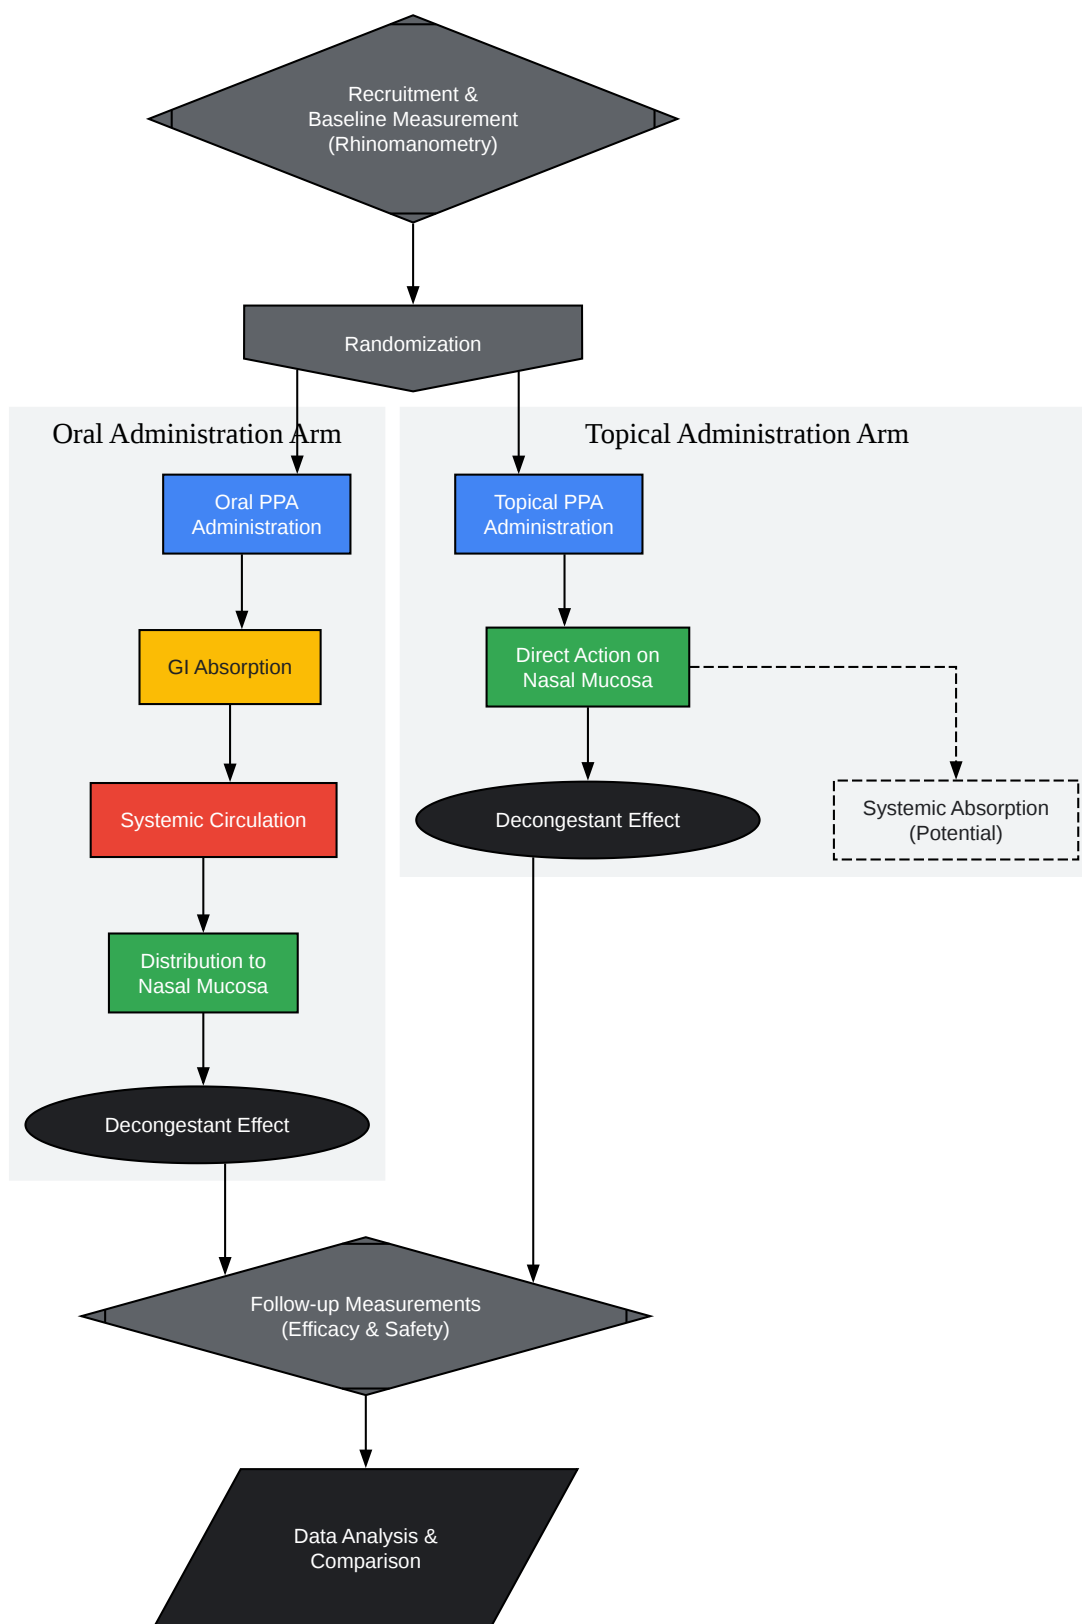 Recruitment &
Baseline Measurement
(Rhinomanometry)
Randomization
Oral Administration Arm
Oral PPA
Administration
GI Absorption
Systemic Circulation
Distribution to
Nasal Mucosa
Decongestant Effect
Topical Administration Arm
Topical PPA
Administration
Direct Action on
Nasal Mucosa
Decongestant Effect
Systemic Absorption
(Potential)
Follow-up Measurements
(Efficacy & Safety)
Data Analysis &
Comparison